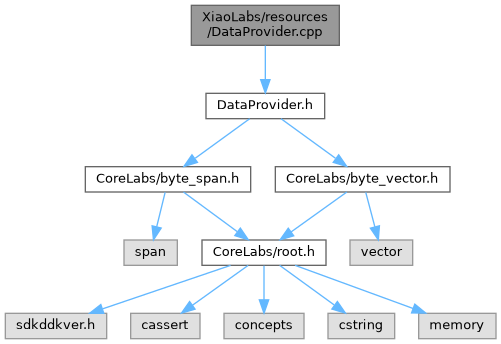 XiaoLabs/resources
/DataProvider.cpp
DataProvider.h
CoreLabs/byte_span.h
CoreLabs/byte_vector.h
span
CoreLabs/root.h
vector
sdkddkver.h
cassert
concepts
cstring
memory